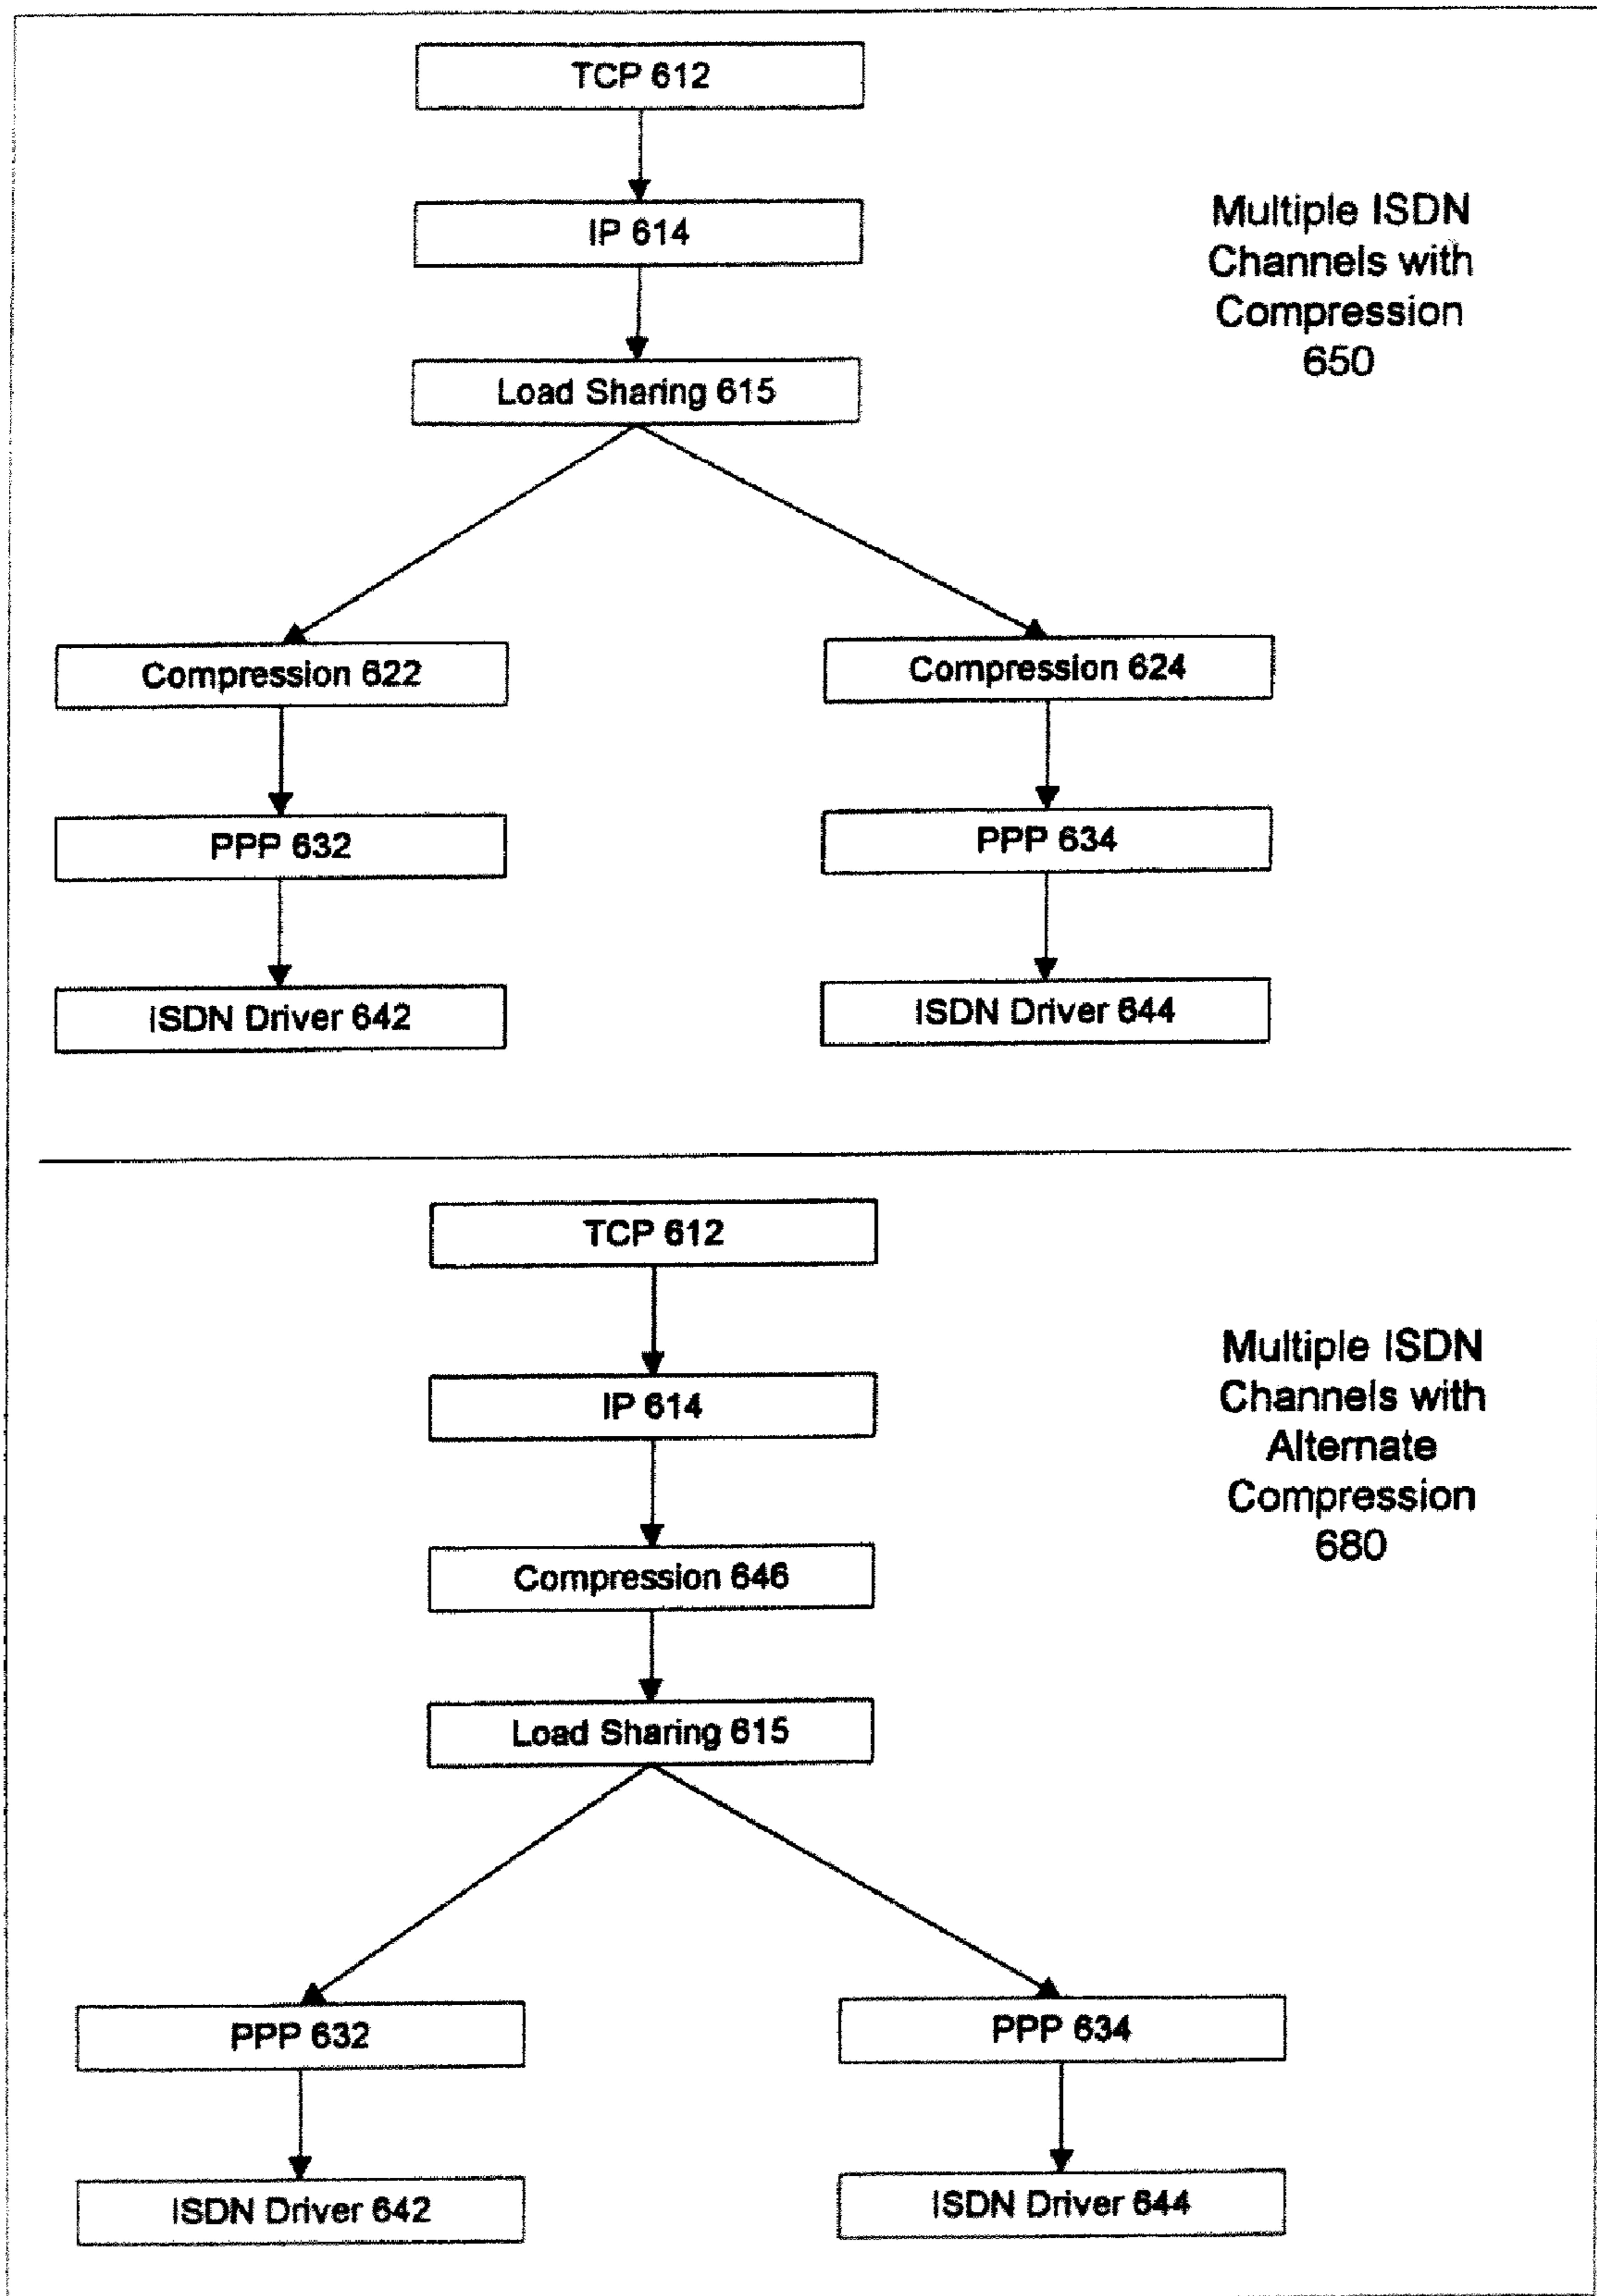 TCP 612
IP 614
Multiple ISDN
Channels with
Compression
650
Load Sharing 615
Compression 622
Compression 624
PPP 632
PPP 634
ISDN Driver 642
ISDN Driver 644
TCP 612
IP 614
Multiple ISDN
Channels with
Alternate
Compression
680
Compression 646
Load Sharing 615
PPP 632
PPP 634
ISDN Driver 642
ISDN Driver 644